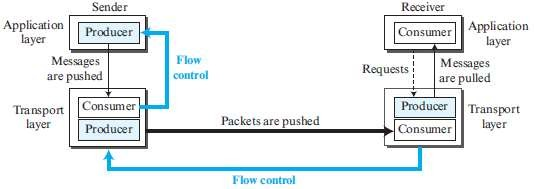 Sender
Receiver
Application
layer
Producer
Consumer
Application
layer
Messages
are pushed
Flow
control
Requests
Messages
are pulled
Transport
layer
Consumer
Producer
Packets are pushed
Producer
Consumer
Transport
layer
Flow control